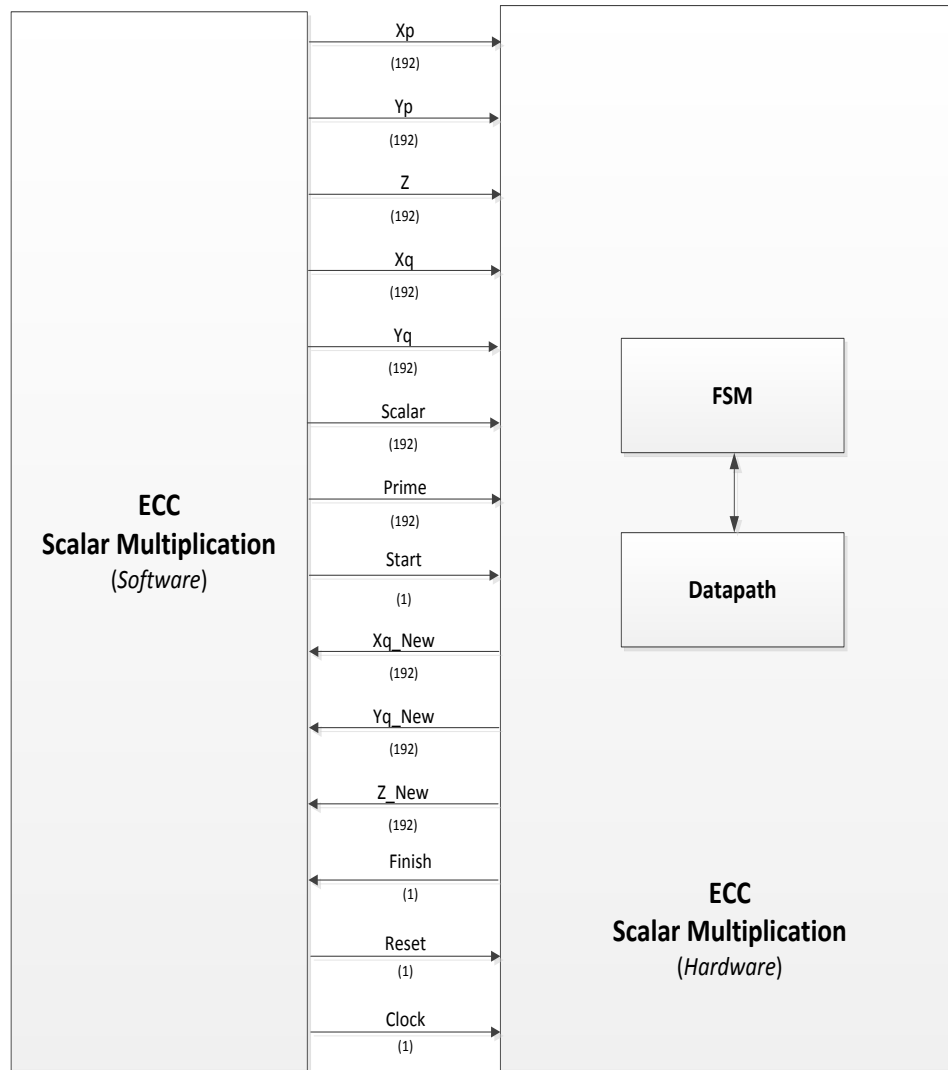 Xp
(192)
Yp
(192)
Z
(192)
Xq
(192)
Yq
(192)
Scalar
(192)
Prime
(192)
Start
(1)
Xq_New
(192)
Yq_New
(192)
Z_New
(192)
Finish
(1)
Reset
(1)
Clock
(1)
ECC
Scalar Multiplication
(Software)
FSM
Datapath
ECC
Scalar Multiplication
(Hardware)